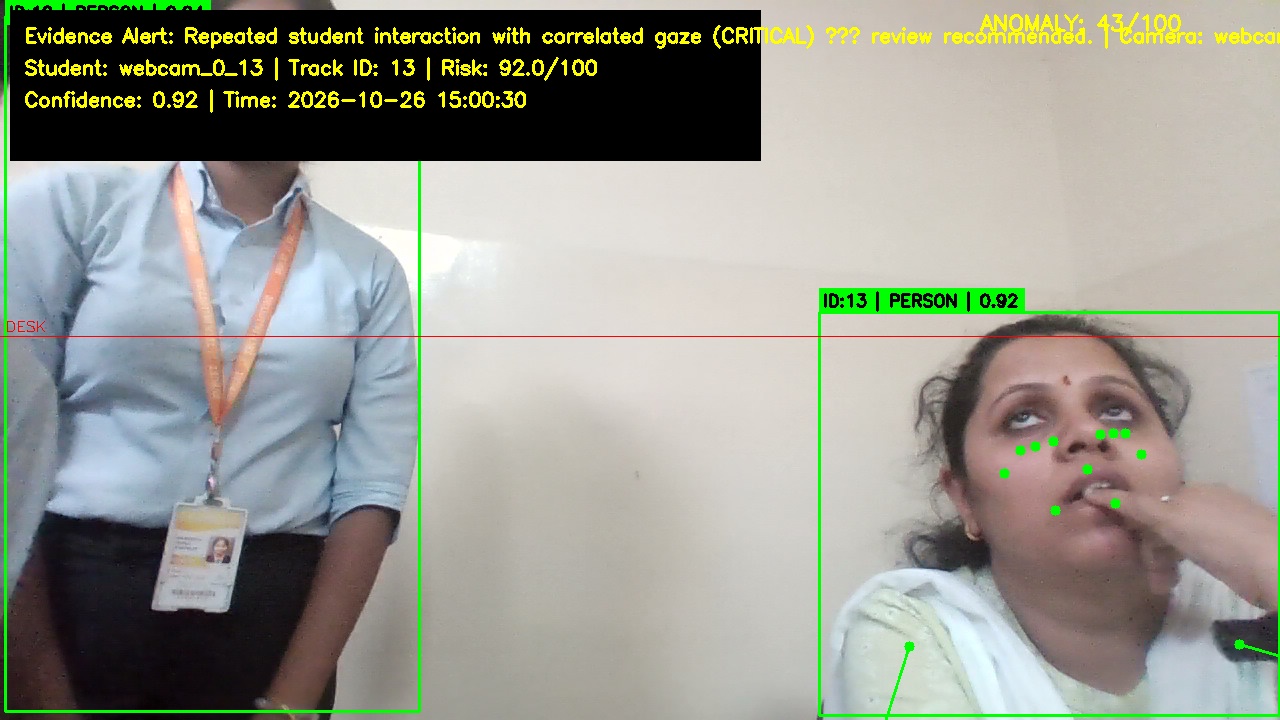 ANOMALY: 43/100
Evidence Alert: Repeated student interaction with correlated gaze (CRITICAL) ??? review recommended. | Camera: webcam
Student: webcam_0_13 | Track ID: 13 | Risk: 92.0/100
Confidence: 0.92 | Time: 2026-10-26 15:00:30
ID:13 | PERSON | 0.92
DESK